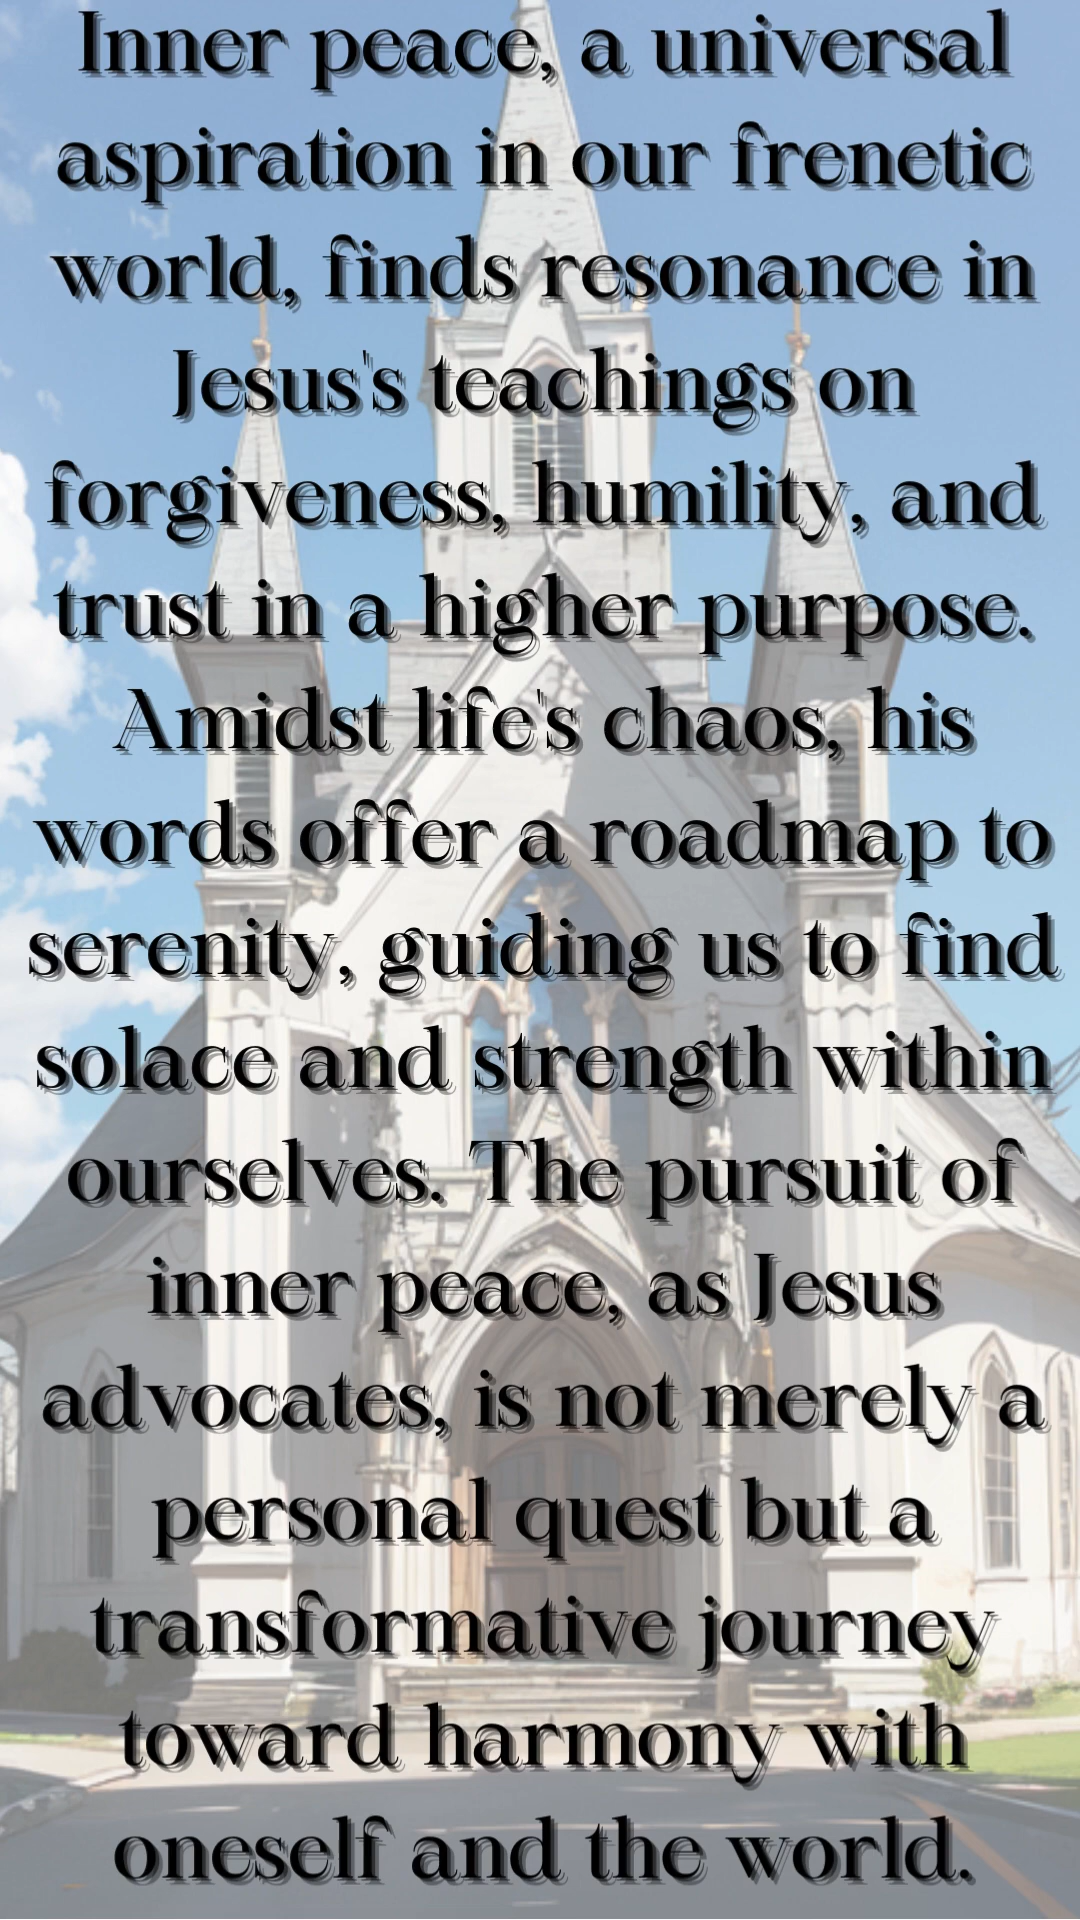 Inner peace, a universal
aspiration in our frenetic
world, finds resonance in
Jesus's teachings on
forgiveness, humility, and
trust in a higher purpose.
Amidst life's chaos, his
words offer a roadmap to
serenity, guiding us to find
solace and strength within
ourselves. The pursuit of
inner peace, as Jesus
advocates, is not merely a
personal quest but a
transformative journey
toward harmony with
oneself and the world.